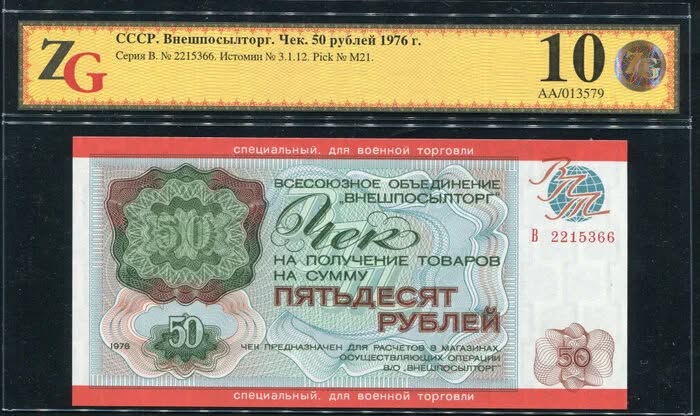 ZG
СССР. Внешпосылторг. Чек. 50 рублей 1976 г.
Серия В. № 2215366. Истомин № 3.1.12. Pick № M21.
10
ZG
AA/013579
специальный. для военной торговли
ВСЕСОЮЗНОЕ ОБЪЕДИНЕНИЕ
„ВНЕШПОСЫЛТОРГ"
ВПТ
50
Чек
В 2215366
НА ПОЛУЧЕНИЕ ТОВАРОВ
НА СУММУ
ПЯТЬДЕСЯТ
РУБЛЕЙ
50
50
1976
ЧЕК ПРЕДНАЗНАЧЕН ДЛЯ РАСЧЕТОВ В МАГАЗИНАХ,
ОСУЩЕСТВЛЯЮЩИХ ОПЕРАЦИИ
В/О „ВНЕШПОСЫЛТОРГ"
специальный. для военной торговли